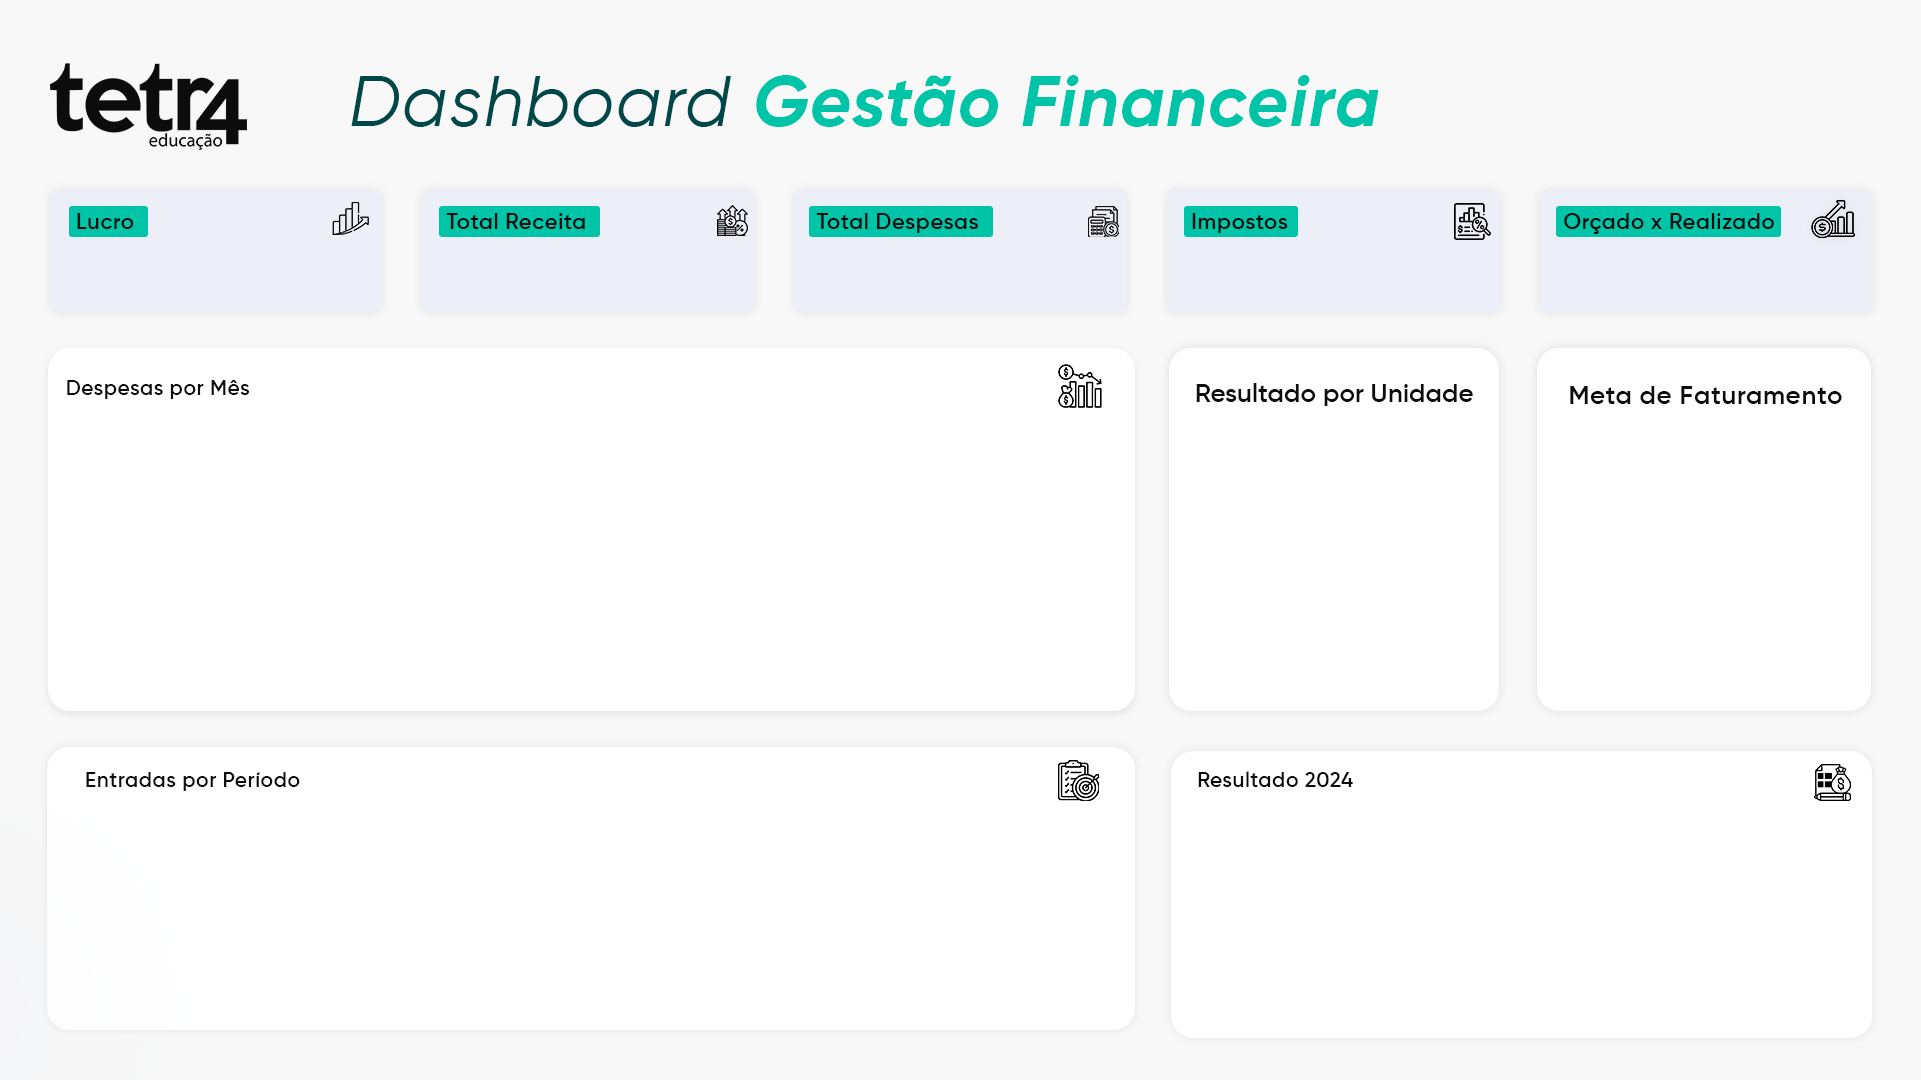 tetr4
educação
Dashboard Gestão Financeira
Lucro
Total Receita
Total Despesas
Impostos
Orçado x Realizado
Despesas por Mês
Resultado por Unidade
Meta de Faturamento
Entradas por Período
Resultado 2024